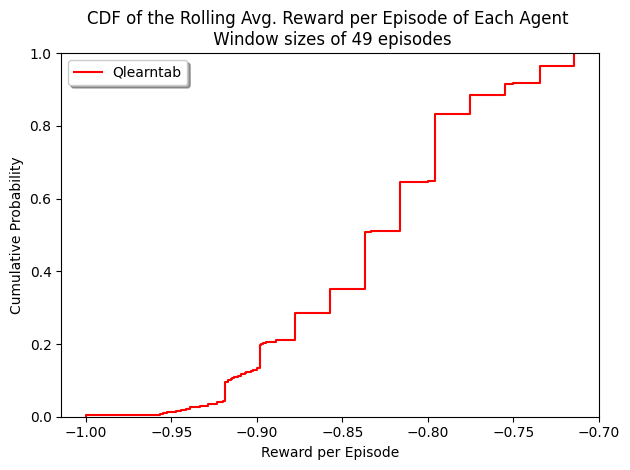 CDF of the Rolling Avg. Reward per Episode of Each Agent
Window sizes of 49 episodes
Qlearntab
Cumulative Probability
1.0
0.8
0.6
0.4
0.2
0.0
−1.00 −0.95 −0.90 −0.85 −0.80 −0.75 −0.70
Reward per Episode